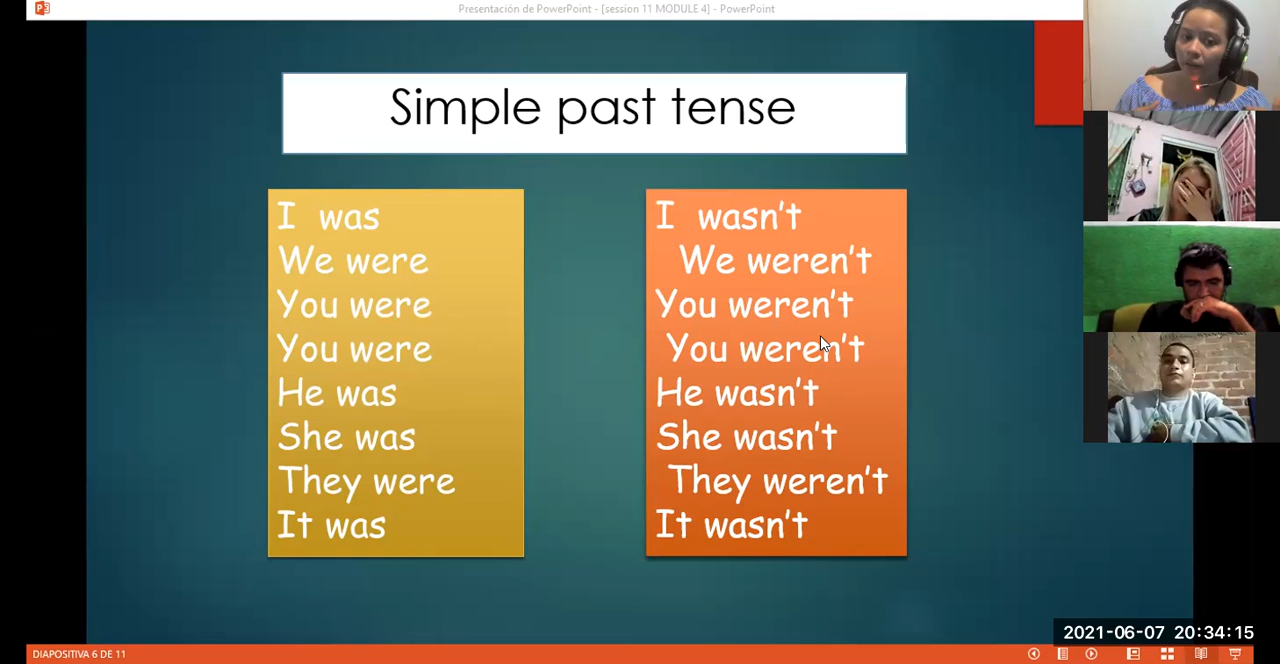 Presentación de PowerPoint - [session 11 MODULE 4] - PowerPoint
Simple past tense
I was
We were
You were
You were
He was
She was
They were
It was
I wasn't
We weren't
You weren't
You weren't
He wasn't
She wasn't
They weren't
It wasn't
2021-06-07 20:34:15
DIAPOSITIVA 6 DE 11